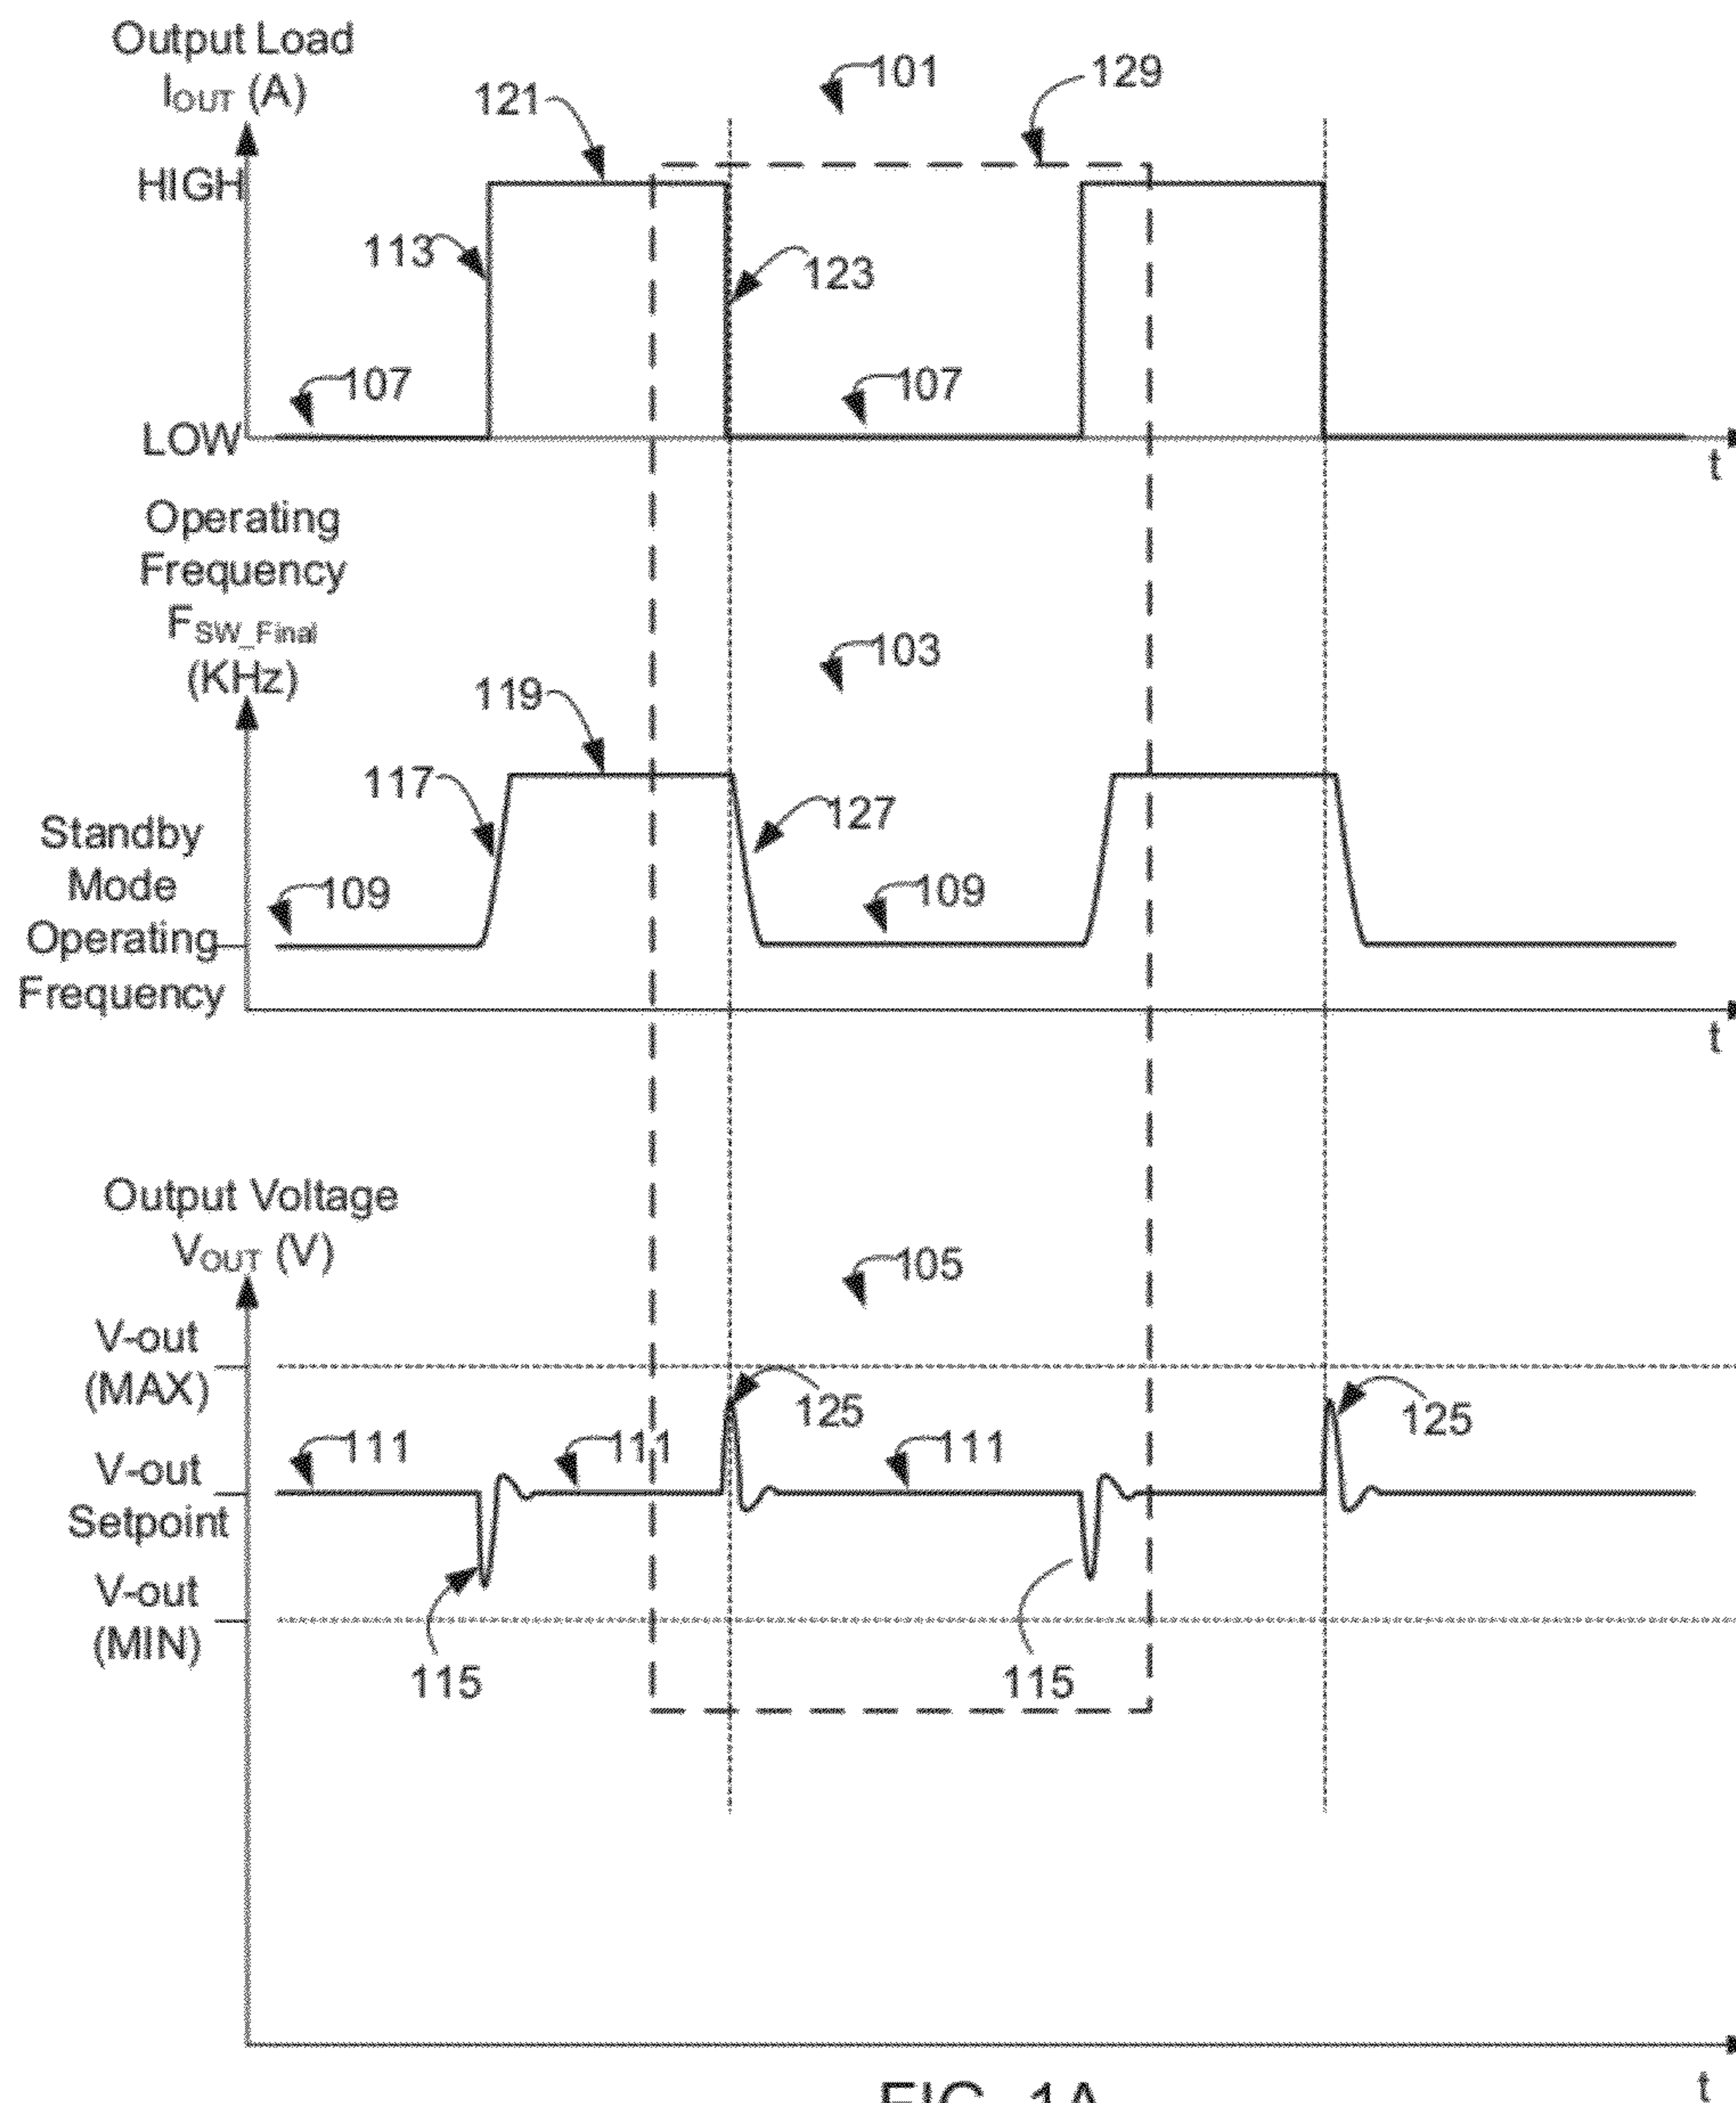 Output Load
IOUT (A)
101
129
121
HIGH
113
123
107
107
LOW
t
Operating
Frequency
FSW_Final
(KHz)
103
119
117
127
Standby
Mode
109
109
Operating
Frequency
t
Output Voltage
VOUT (V)
105
V-out
(MAX)
125
125
111
111
111
V-out
Setpoint
V-out
(MIN)
115
115
t
FIG. 1A